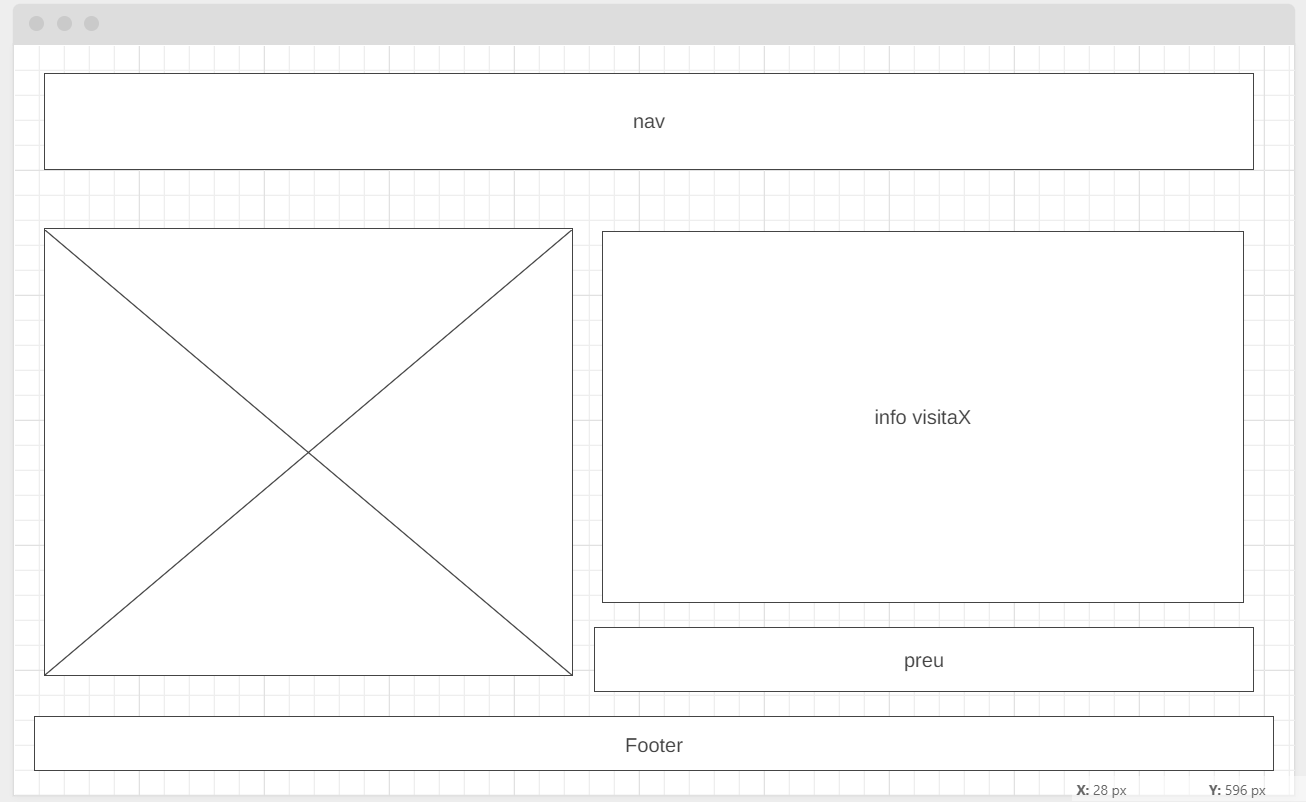 nav
info visitaX
preu
Footer
X: 28 px Y: 596 px